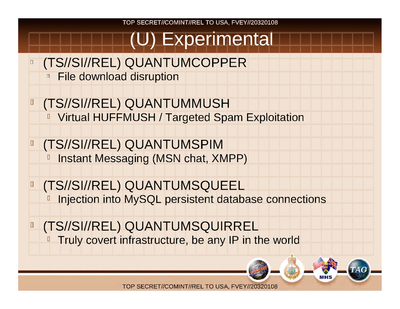 TOP SECRET//COMINT//REL TO USA, FVEY//20320108
(U) Experimental
(TS//SI//REL) QUANTUMCOPPER
File download disruption
(TS//SI//REL) QUANTUMMUSH
Virtual HUFFMUSH / Targeted Spam Exploitation
(TS//SI//REL) QUANTUMSPIM
Instant Messaging (MSN chat, XMPP)
(TS//SI//REL) QUANTUMSQUEEL
Injection into MySQL persistent database connections
(TS//SI//REL) QUANTUMSQUIRREL
Truly covert infrastructure, be any IP in the world
MHS
TAO
TOP SECRET//COMINT//REL TO USA, FVEY//20320108